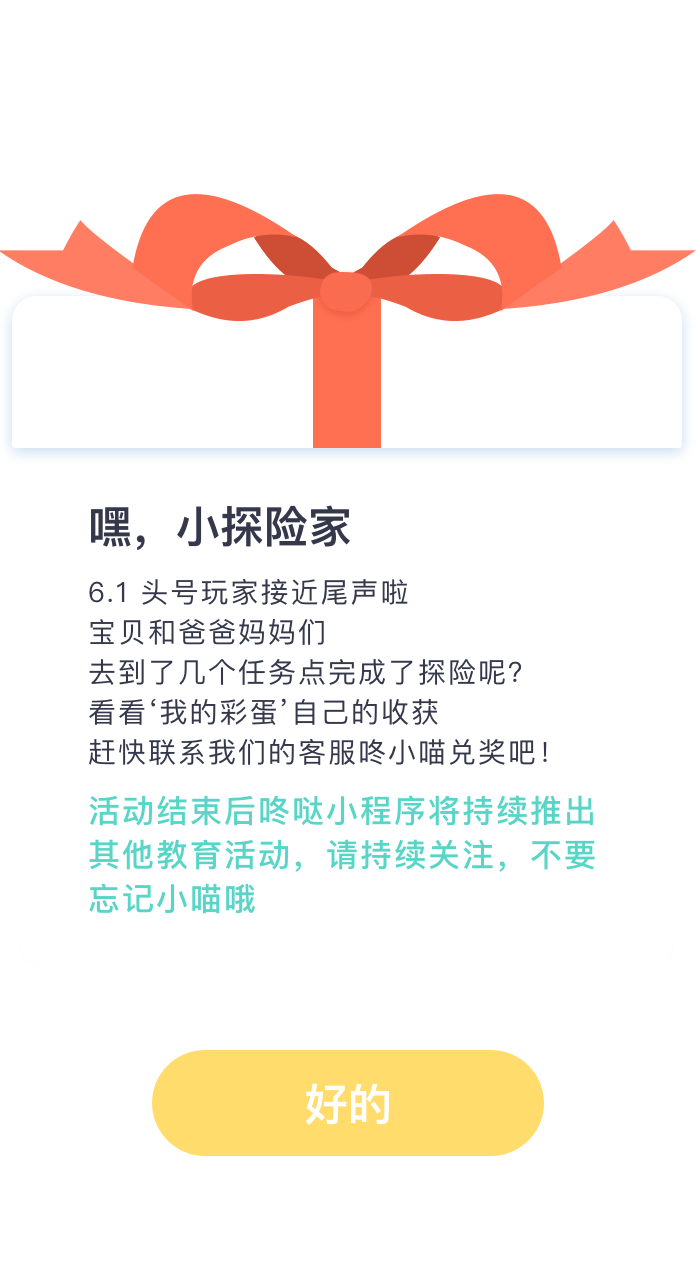 嘿，小探险家
6.1 头号玩家接近尾声啦
宝贝和爸爸妈妈们
去到了几个任务点完成了探险呢？
看看‘我的彩蛋’自己的收获
赶快联系我们的客服咚小喵兑奖吧！
活动结束后咚哒小程序将持续推出
其他教育活动，请持续关注，不要
忘记小喵哦
好的